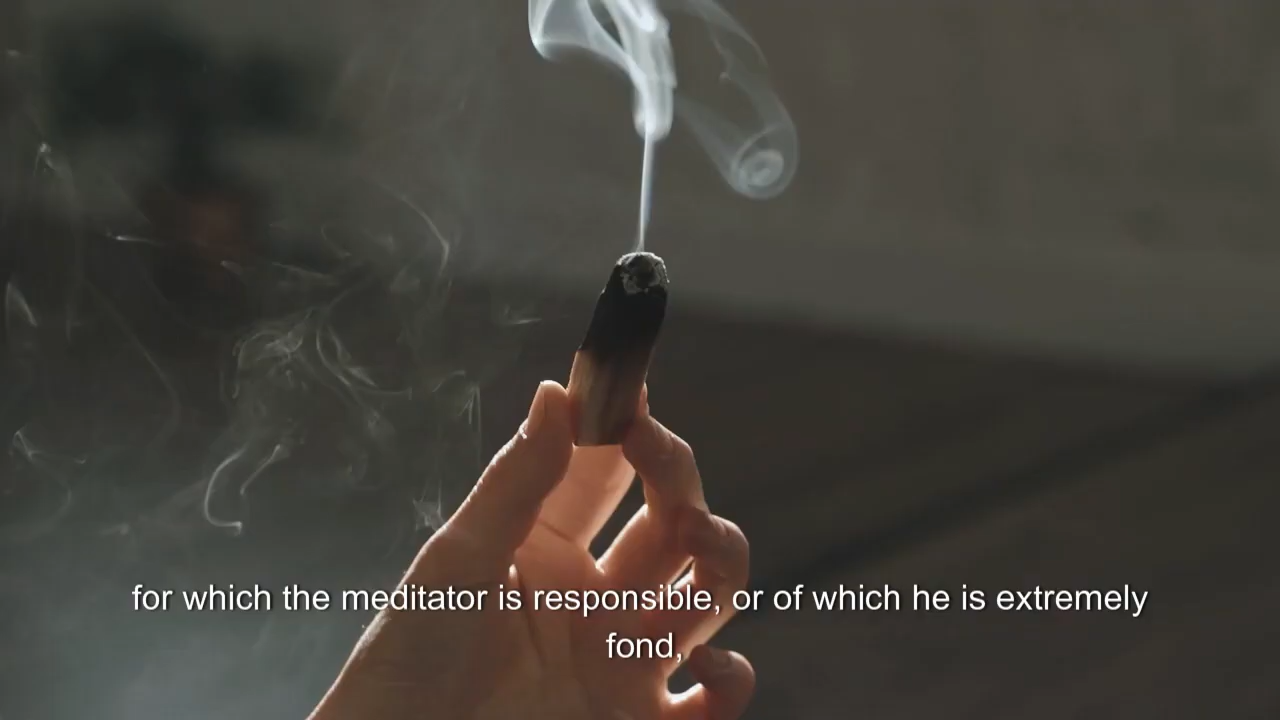 for which the meditator is responsible, or of which he is extremely
fond,